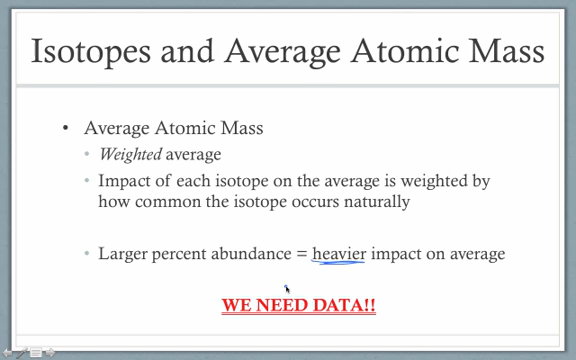 Isotopes and Average Atomic Mass
• Average Atomic Mass
• Weighted average
• Impact of each isotope on the average is weighted by
how common the isotope occurs naturally
• Larger percent abundance = heavier impact on average
WE NEED DATA!!